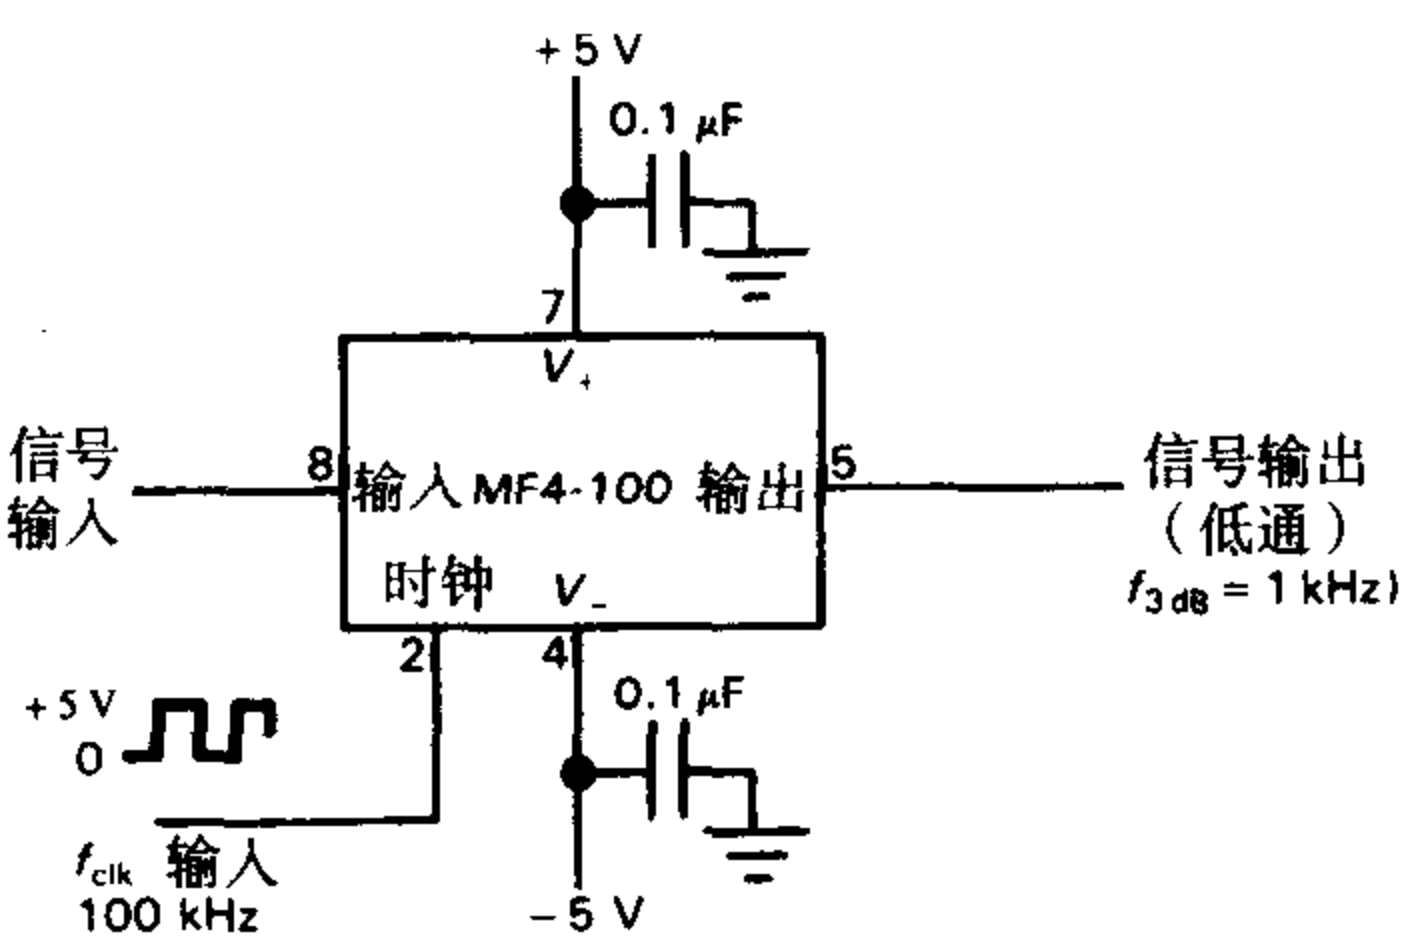 +5 V
0.1 μF
7
V+
信号
输入
8
输入 MF4-100 输出
5
信号输出
（低通）
f3 dB = 1 kHz)
时钟
V-
2
4
0.1 μF
+5 V
0
fclk 输入
100 kHz
-5 V